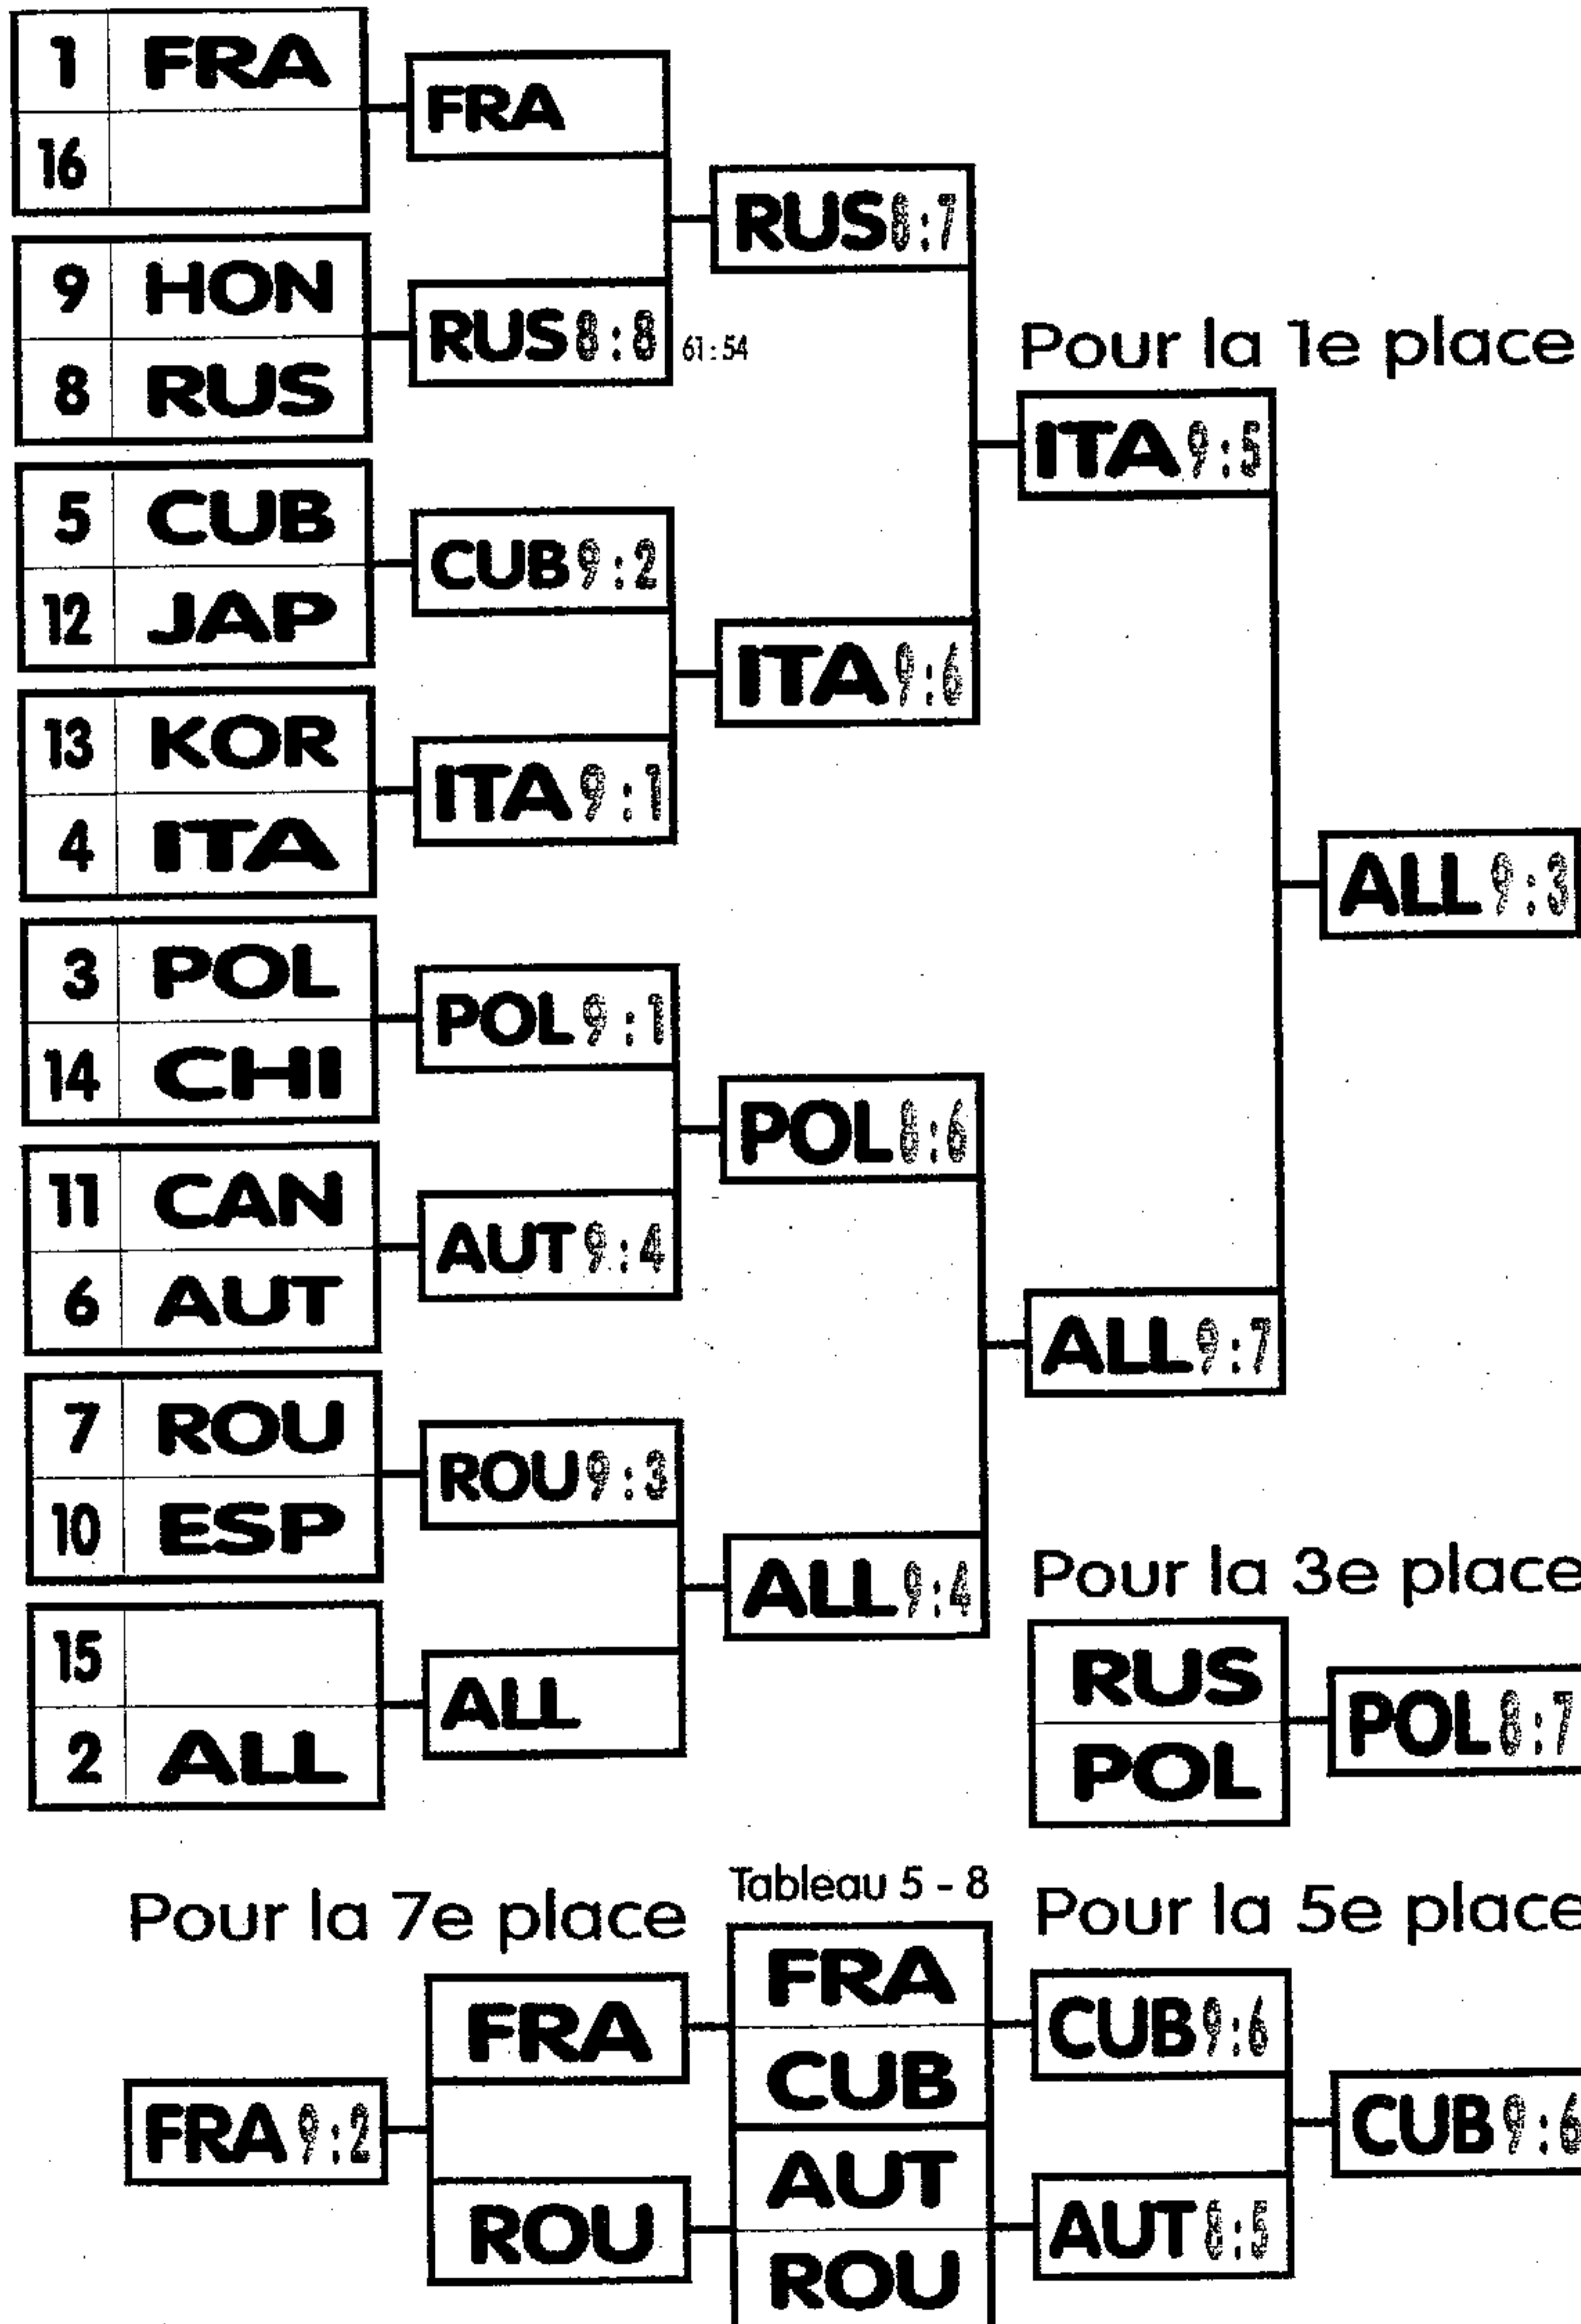 1 FRA
16
9 HON
8 RUS
5 CUB
12 JAP
13 KOR
4 ITA
3 POL
14 CHI
11 CAN
6 AUT
7 ROU
10 ESP
15
2 ALL
FRA
RUS 8:8 61:54
CUB 9:2
ITA 9:1
POL 9:1
AUT 9:4
ROU 9:3
ALL
RUS 8:7
ITA 9:6
POL 8:6
ALL 9:4
Pour la 1e place
ITA 9:5
ALL 9:7
ALL 9:3
Pour la 3e place
RUS
POL
POL 8:7
Pour la 7e place
FRA
ROU
FRA 9:2
Tableau 5 - 8
FRA
CUB
AUT
ROU
Pour la 5e place
CUB 9:6
AUT 8:5
CUB 9:6